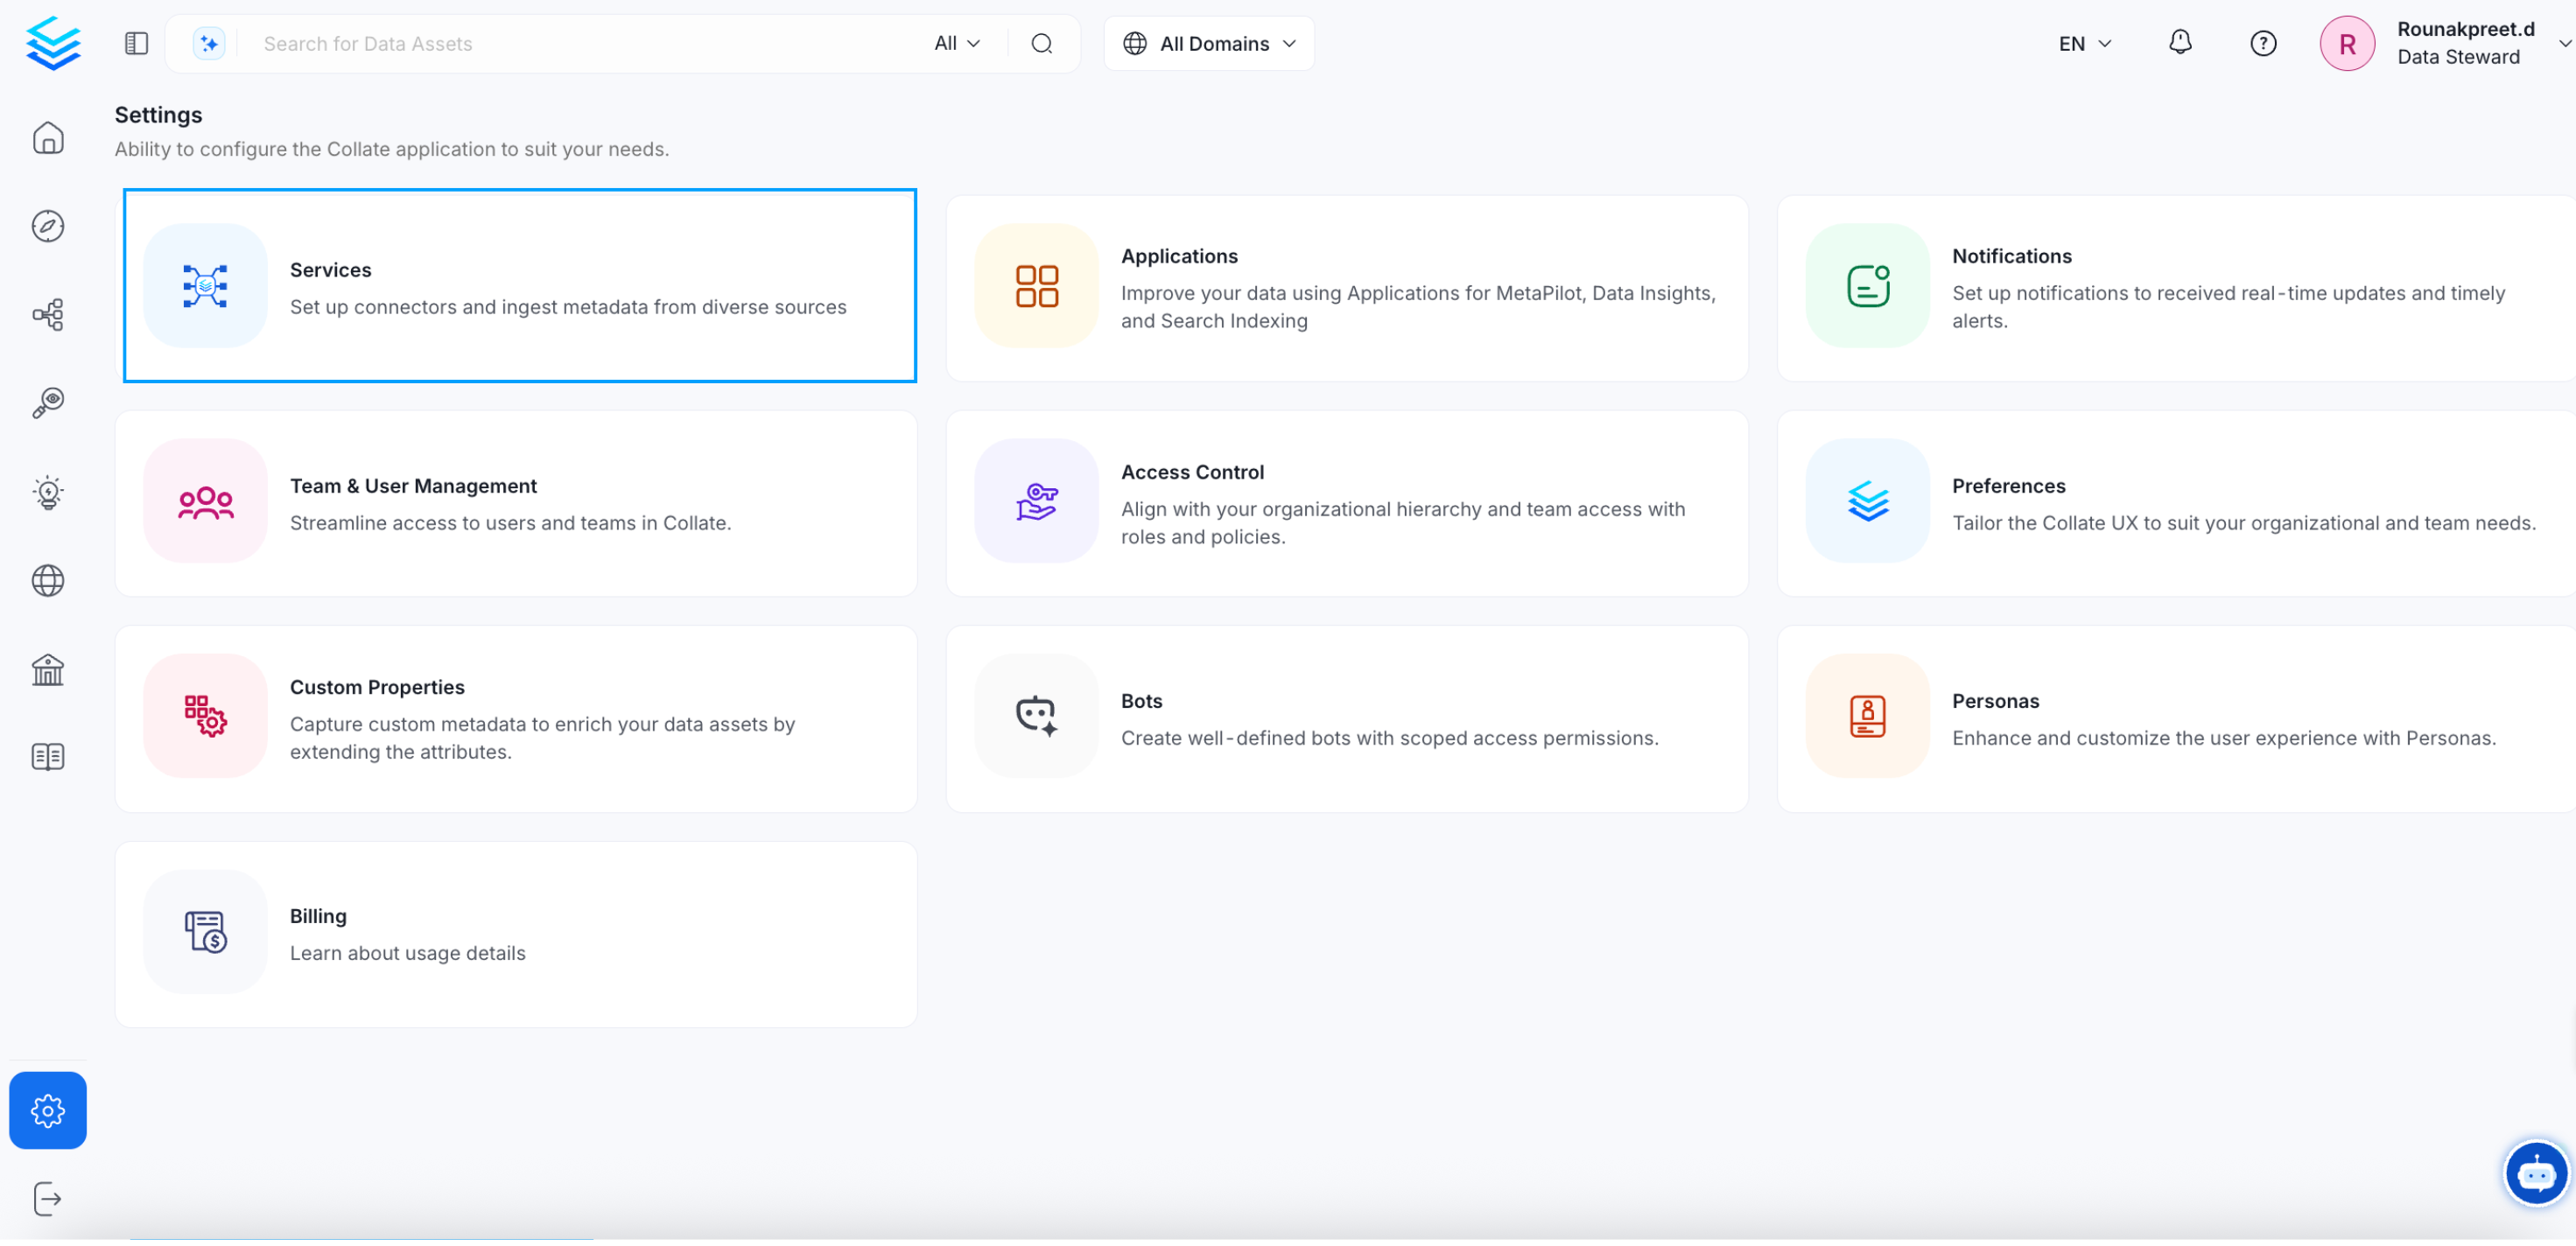 Search for Data Assets
All
All Domains
EN
R
Rounakpreet.d
Data Steward
Settings
Ability to configure the Collate application to suit your needs.
Services
Set up connectors and ingest metadata from diverse sources
Applications
Improve your data using Applications for MetaPilot, Data Insights,
and Search Indexing
Notifications
Set up notifications to received real-time updates and timely
alerts.
Team & User Management
Streamline access to users and teams in Collate.
Access Control
Align with your organizational hierarchy and team access with
roles and policies.
Preferences
Tailor the Collate UX to suit your organizational and team needs.
Custom Properties
Capture custom metadata to enrich your data assets by
extending the attributes.
Bots
Create well-defined bots with scoped access permissions.
Personas
Enhance and customize the user experience with Personas.
Billing
Learn about usage details